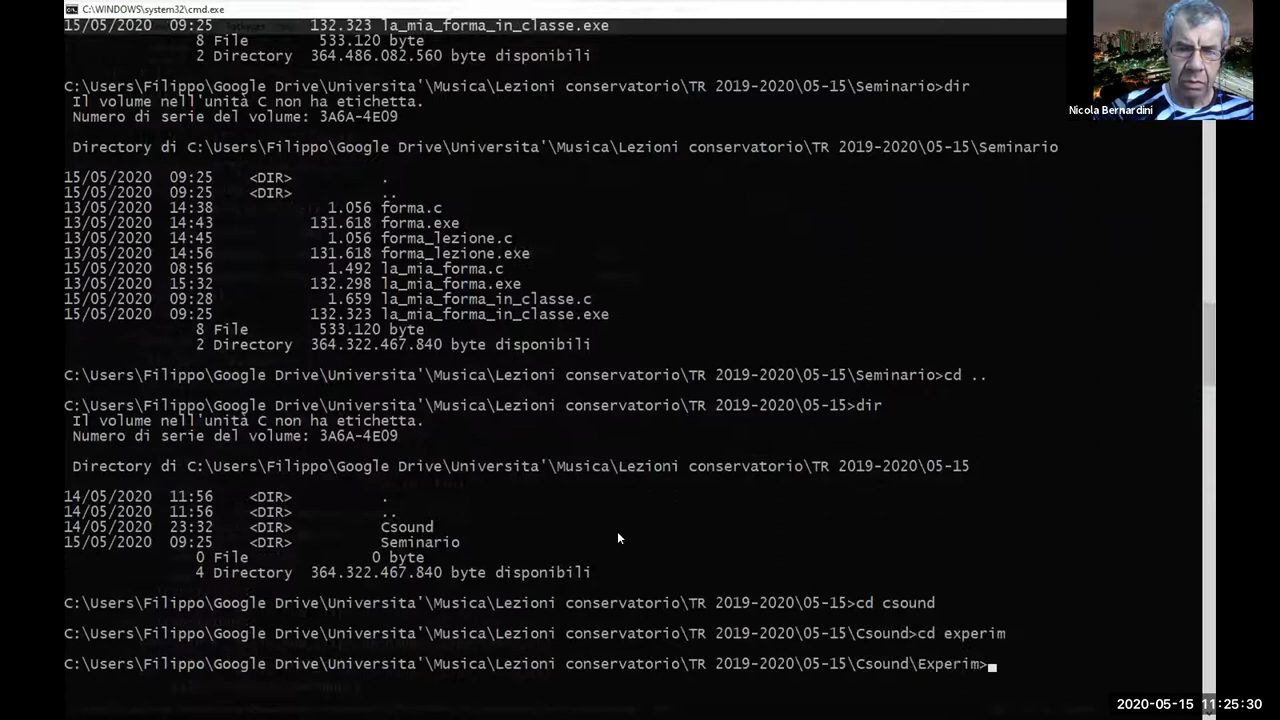 C:\WINDOWS\system32\cmd.exe
15/05/2020  09:25           132.323 la_mia_forma_in_classe.exe
               8 File        533.120 byte
               2 Directory  364.486.082.560 byte disponibili
C:\Users\Filippo\Google Drive\Universita'\Musica\Lezioni conservatorio\TR 2019-2020\05-15\Seminario>dir
 Il volume nell'unità C non ha etichetta.
 Numero di serie del volume: 3A6A-4E09
 Directory di C:\Users\Filippo\Google Drive\Universita'\Musica\Lezioni conservatorio\TR 2019-2020\05-15\Seminario
15/05/2020  09:25    <DIR>          .
15/05/2020  09:25    <DIR>          ..
13/05/2020  14:38             1.056 forma.c
13/05/2020  14:43           131.618 forma.exe
13/05/2020  14:45             1.056 forma_lezione.c
13/05/2020  14:56           131.618 forma_lezione.exe
15/05/2020  08:56             1.492 la_mia_forma.c
13/05/2020  15:32           132.298 la_mia_forma.exe
15/05/2020  09:28             1.659 la_mia_forma_in_classe.c
15/05/2020  09:25           132.323 la_mia_forma_in_classe.exe
               8 File        533.120 byte
               2 Directory  364.322.467.840 byte disponibili
C:\Users\Filippo\Google Drive\Universita'\Musica\Lezioni conservatorio\TR 2019-2020\05-15\Seminario>cd ..
C:\Users\Filippo\Google Drive\Universita'\Musica\Lezioni conservatorio\TR 2019-2020\05-15>dir
 Il volume nell'unità C non ha etichetta.
 Numero di serie del volume: 3A6A-4E09
 Directory di C:\Users\Filippo\Google Drive\Universita'\Musica\Lezioni conservatorio\TR 2019-2020\05-15
14/05/2020  11:56    <DIR>          .
14/05/2020  11:56    <DIR>          ..
14/05/2020  23:32    <DIR>          Csound
15/05/2020  09:25    <DIR>          Seminario
               0 File              0 byte
               4 Directory  364.322.467.840 byte disponibili
C:\Users\Filippo\Google Drive\Universita'\Musica\Lezioni conservatorio\TR 2019-2020\05-15>cd csound
C:\Users\Filippo\Google Drive\Universita'\Musica\Lezioni conservatorio\TR 2019-2020\05-15\Csound>cd experim
C:\Users\Filippo\Google Drive\Universita'\Musica\Lezioni conservatorio\TR 2019-2020\05-15\Csound\Experim>
Nicola Bernardini
2020-05-15 11:25:30